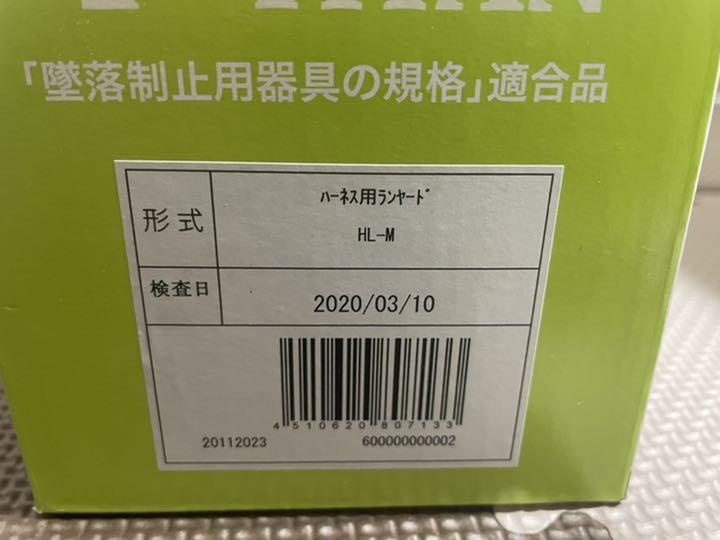 「墜落制止用器具の規格」適合品
形式
ﾊｰﾈｽ用ﾗﾝﾔｰﾄﾞ
HL-M
検査日
2020/03/10
4510620807133
20112023
600000000002